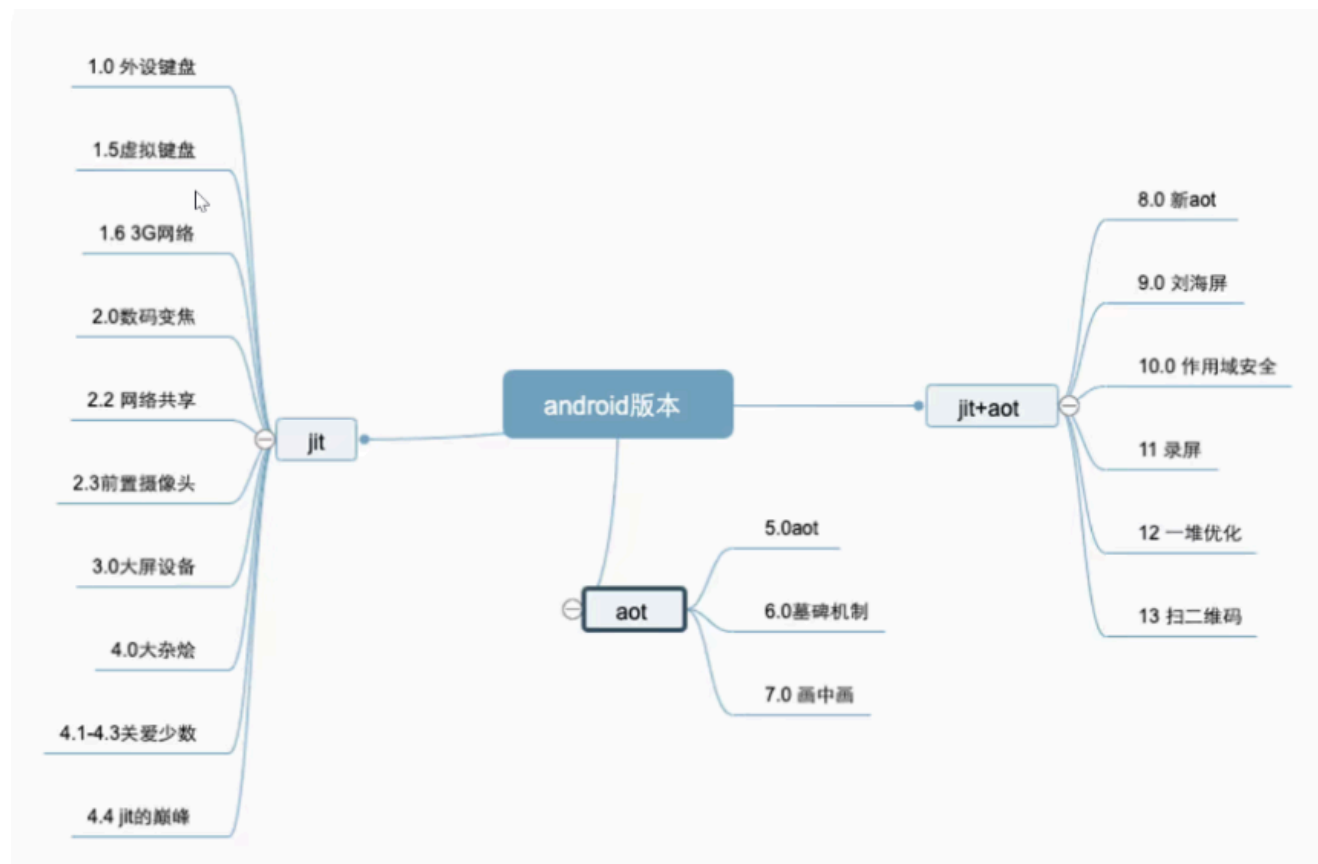 android版本
jit
1.0 外设键盘
1.5虚拟键盘
1.6 3G网络
2.0数码变焦
2.2 网络共享
2.3前置摄像头
3.0大屏设备
4.0大杂烩
4.1-4.3关爱少数
4.4 jit的巅峰
aot
5.0aot
6.0墓碑机制
7.0 画中画
jit+aot
8.0 新aot
9.0 刘海屏
10.0 作用域安全
11 录屏
12 一堆优化
13 扫二维码